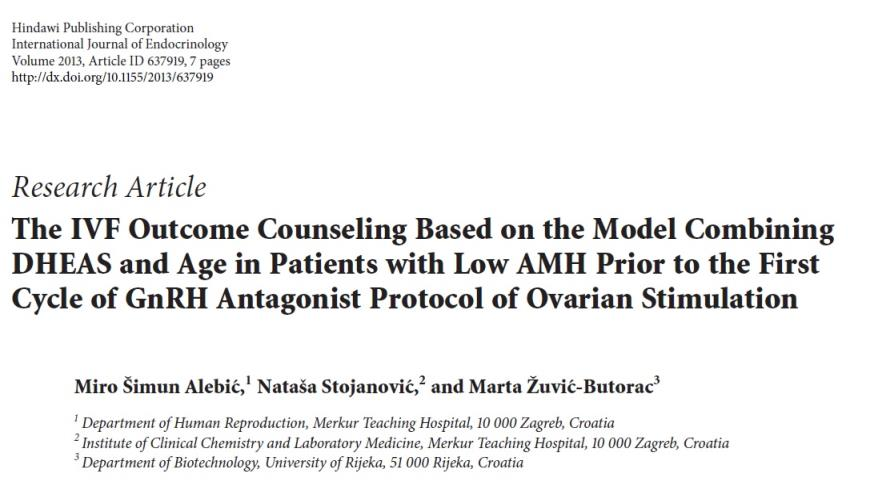 Hindawi Publishing Corporation
International Journal of Endocrinology
Volume 2013, Article ID 637919, 7 pages
http://dx.doi.org/10.1155/2013/637919
Research Article
The IVF Outcome Counseling Based on the Model Combining
DHEAS and Age in Patients with Low AMH Prior to the First
Cycle of GnRH Antagonist Protocol of Ovarian Stimulation
Miro Šimun Alebić,1 Nataša Stojanović,2 and Marta Žuvić-Butorac3
1 Department of Human Reproduction, Merkur Teaching Hospital, 10 000 Zagreb, Croatia
2 Institute of Clinical Chemistry and Laboratory Medicine, Merkur Teaching Hospital, 10 000 Zagreb, Croatia
3 Department of Biotechnology, University of Rijeka, 51 000 Rijeka, Croatia